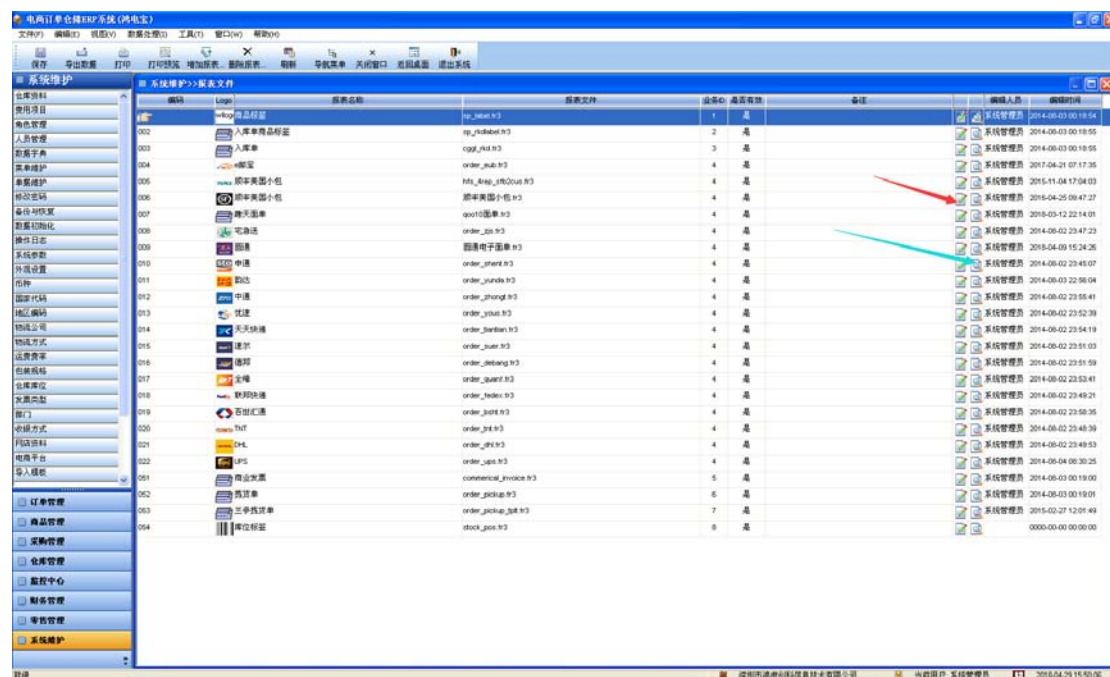 电商订单仓储ERP系统(鸿电宝)
文件(F) 编辑(E) 视图(V) 数据处理(I) 工具(T) 窗口(W) 帮助(H)
保存 导出数据 打印 打印预览 增加报表... 删除报表... 刷新 导航菜单 关闭窗口 返回桌面 退出系统
系统维护
仓库资料
费用项目
角色管理
人员管理
数据字典
菜单维护
单据维护
修改密码
备份与恢复
数据初始化
操作日志
系统参数
外观设置
币种
国家代码
地区编码
物流公司
物流方式
运费费率
包装规格
仓库库位
发票类型
部门
收银方式
网店资料
电商平台
导入模板
订单管理
商品管理
采购管理
仓库管理
监控中心
财务管理
零售管理
系统维护
系统维护>>报表文件
编码 Logo 报表名称 报表文件 业务ID 是否有效 备注 编辑人员 编辑时间
商品标签 sp_label.fr3 1 是 系统管理员 2014-08-03 00:18:54
002 入库单商品标签 sp_rkdlabel.fr3 2 是 系统管理员 2014-08-03 00:18:55
003 入库单 cggl_rkd.fr3 3 是 系统管理员 2014-08-03 00:18:55
004 e邮宝 order_eub.fr3 4 是 系统管理员 2017-04-21 07:17:35
005 顺丰美国小包 4 是 系统管理员 2015-11-04 17:04:03
006 顺丰美国小包 顺丰美国小包.fr3 4 是 系统管理员 2016-04-25 09:47:27
007 趣天面单 qoo10面单.fr3 4 是 系统管理员 2018-03-12 22:14:01
008 宅急送 order_zjs.fr3 4 是 系统管理员 2014-08-02 23:47:23
009 圆通 圆通电子面单.fr3 4 是 系统管理员 2018-04-09 15:24:26
010 申通 order_shent.fr3 4 是 系统管理员 2014-08-02 23:45:07
011 韵达 order_yunda.fr3 4 是 系统管理员 2014-08-03 22:56:04
012 中通 order_zhongt.fr3 4 是 系统管理员 2014-08-02 23:55:41
013 优速 order_yous.fr3 4 是 系统管理员 2014-08-02 23:52:39
014 天天快递 order_tiantian.fr3 4 是 系统管理员 2014-08-02 23:54:19
015 速尔 order_suer.fr3 4 是 系统管理员 2014-08-02 23:51:03
016 德邦 order_debang.fr3 4 是 系统管理员 2014-08-02 23:51:59
017 全峰 order_quanf.fr3 4 是 系统管理员 2014-08-02 23:53:41
018 联邦快递 order_fedex.fr3 4 是 系统管理员 2014-08-02 23:49:21
019 百世汇通 order_bsht.fr3 4 是 系统管理员 2014-08-02 23:58:35
020 TNT order_tnt.fr3 4 是 系统管理员 2014-08-02 23:48:39
021 DHL order_dhl.fr3 4 是 系统管理员 2014-08-02 23:49:53
022 UPS order_ups.fr3 4 是 系统管理员 2014-08-04 08:30:25
051 商业发票 commerical_invoice.fr3 5 是 系统管理员 2014-08-03 00:19:00
052 拣货单 order_pickup.fr3 6 是 系统管理员 2014-08-03 00:19:01
053 三参拣货单 order_pickup_tplt.fr3 7 是 系统管理员 2015-02-27 12:01:49
054 库位标签 stock_pos.fr3 8 是 0000-00-00 00:00:00
就绪 当前用户: 系统管理员 2018-04-29 15:50:06